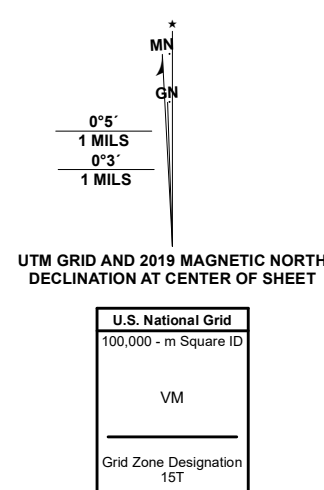 ★
MN
GN
0°5´
1 MILS
0°3´
1 MILS
UTM GRID AND 2019 MAGNETIC NORTH
DECLINATION AT CENTER OF SHEET
U.S. National Grid
100,000 - m Square ID
VM
Grid Zone Designation
15T